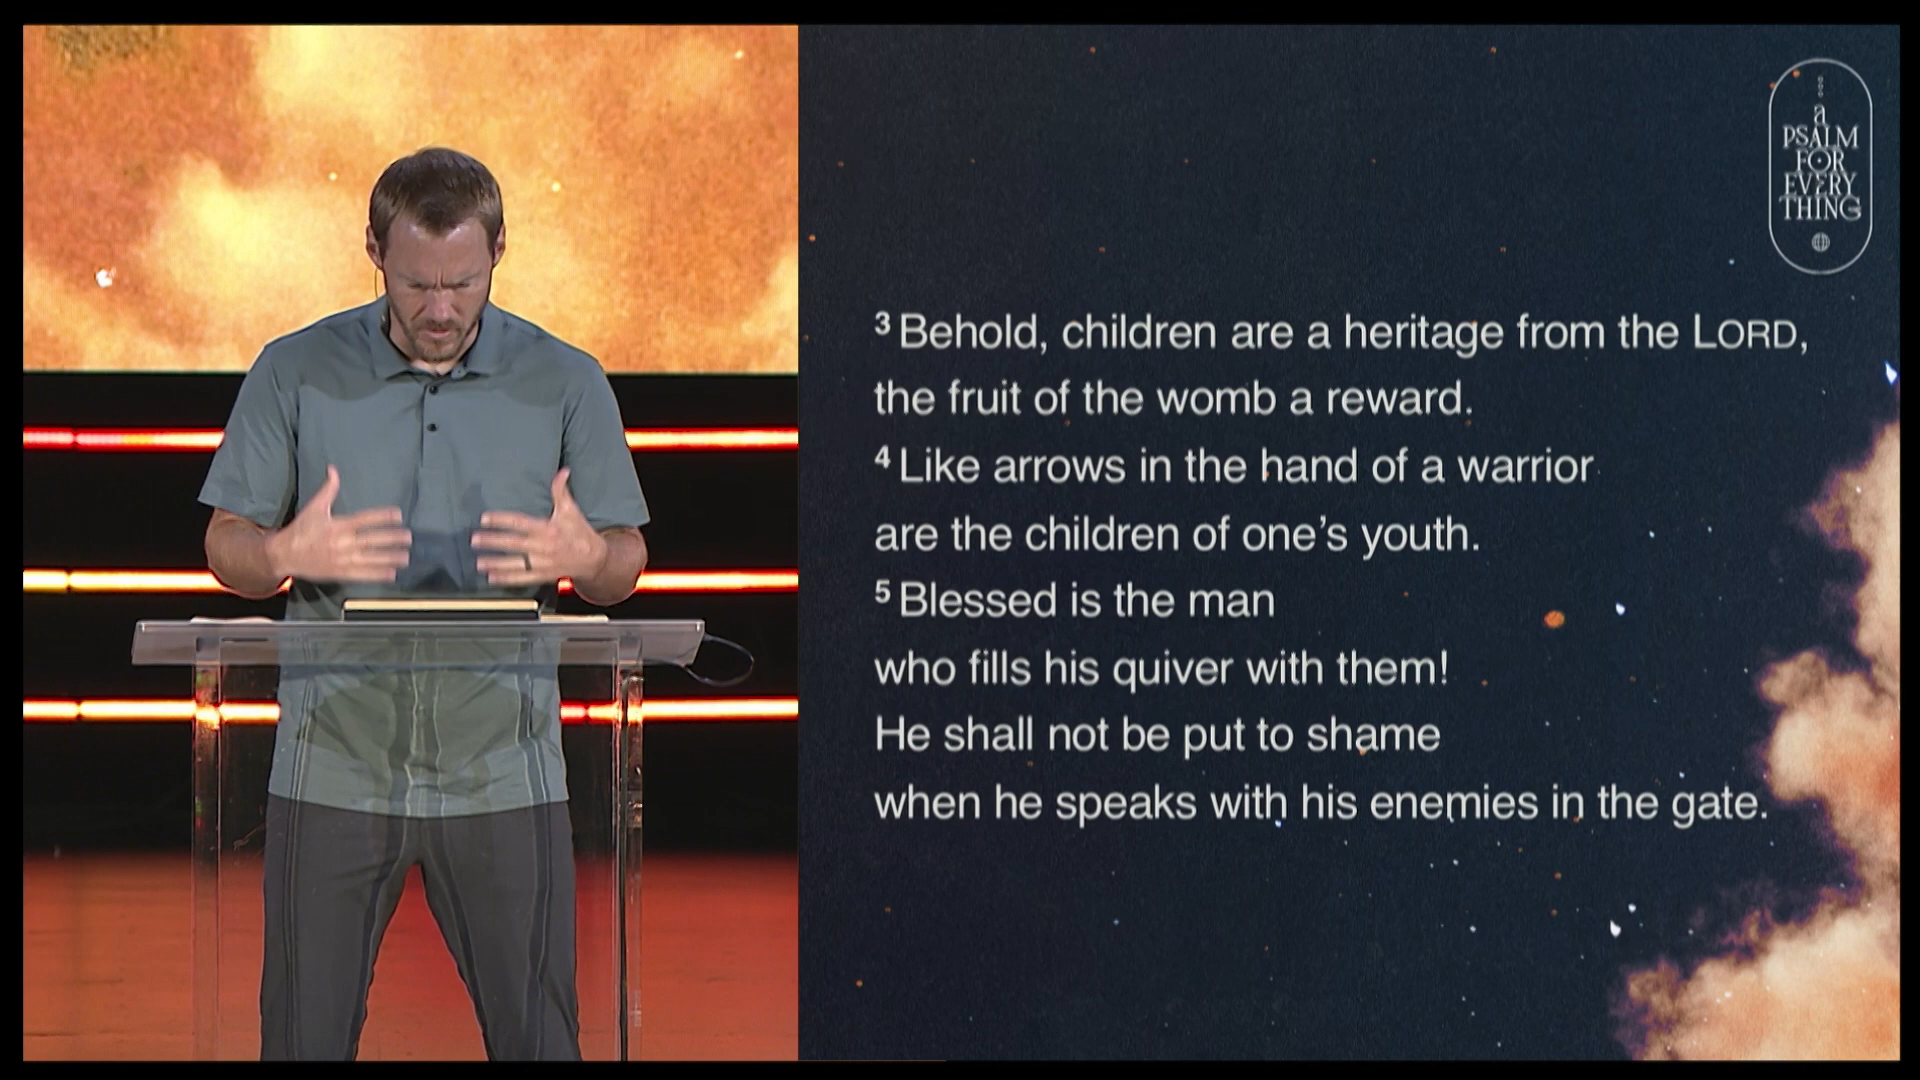 a
PSALM
FOR
EVERY
THING
3 Behold, children are a heritage from the LORD,
the fruit of the womb a reward.
4 Like arrows in the hand of a warrior
are the children of one’s youth.
5 Blessed is the man
who fills his quiver with them!
He shall not be put to shame
when he speaks with his enemies in the gate.